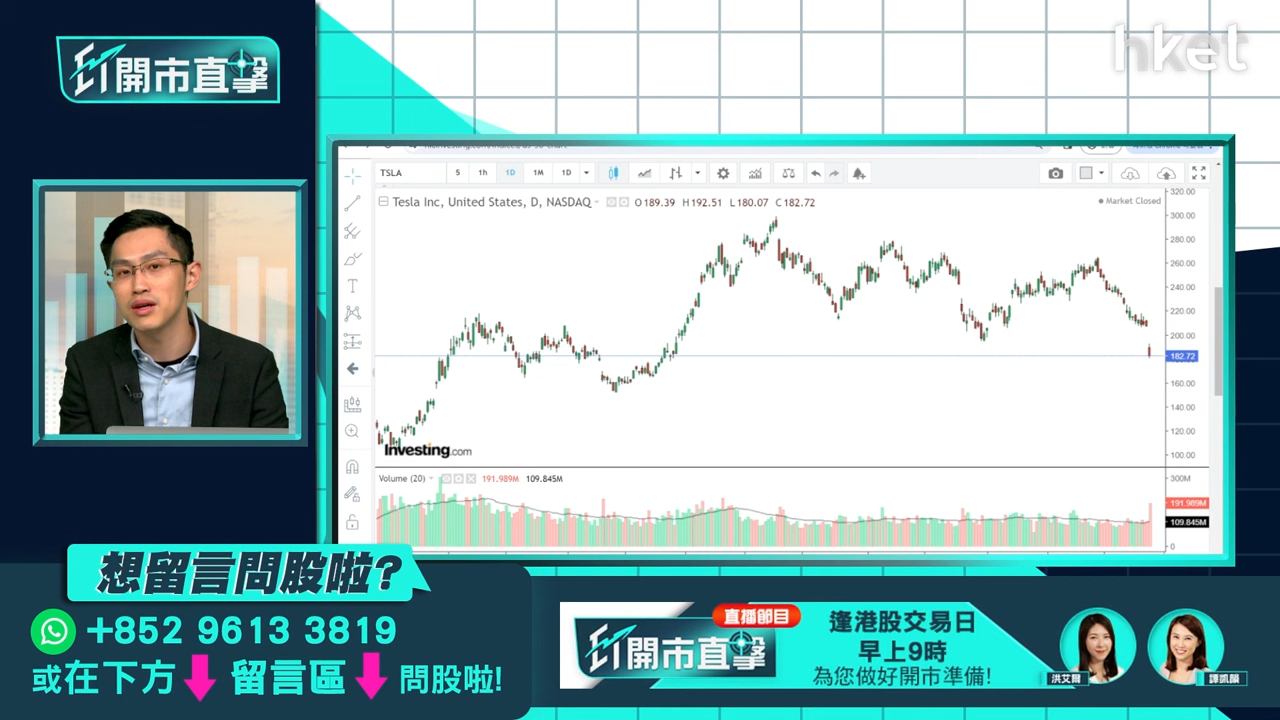 開市直擊
hket
TSLA
5 1h 1D 1M 1D
Tesla Inc, United States, D, NASDAQ
O 189.39 H 192.51 L 180.07 C 182.72
Market Closed
320.00
300.00
280.00
260.00
240.00
220.00
200.00
182.72
160.00
140.00
120.00
100.00
Investing.com
Volume (20)
191.989M 109.845M
300M
191.989M
109.845M
0
想留言問股啦?
+852 9613 3819
或在下方 留言區 問股啦!
直播節目
開市直擊
逢港股交易日
早上9時
為您做好開市準備!
洪艾爾
譚凱韻